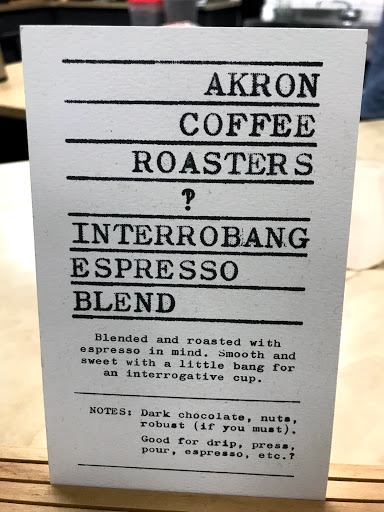 AKRON
COFFEE
ROASTERS
‽
INTERROBANG
ESPRESSO
BLEND
Blended and roasted with
espresso in mind. Smooth and
sweet with a little bang for
an interrogative cup.
NOTES: Dark chocolate, nuts,
robust (if you must).
Good for drip, press,
pour, espresso, etc.‽